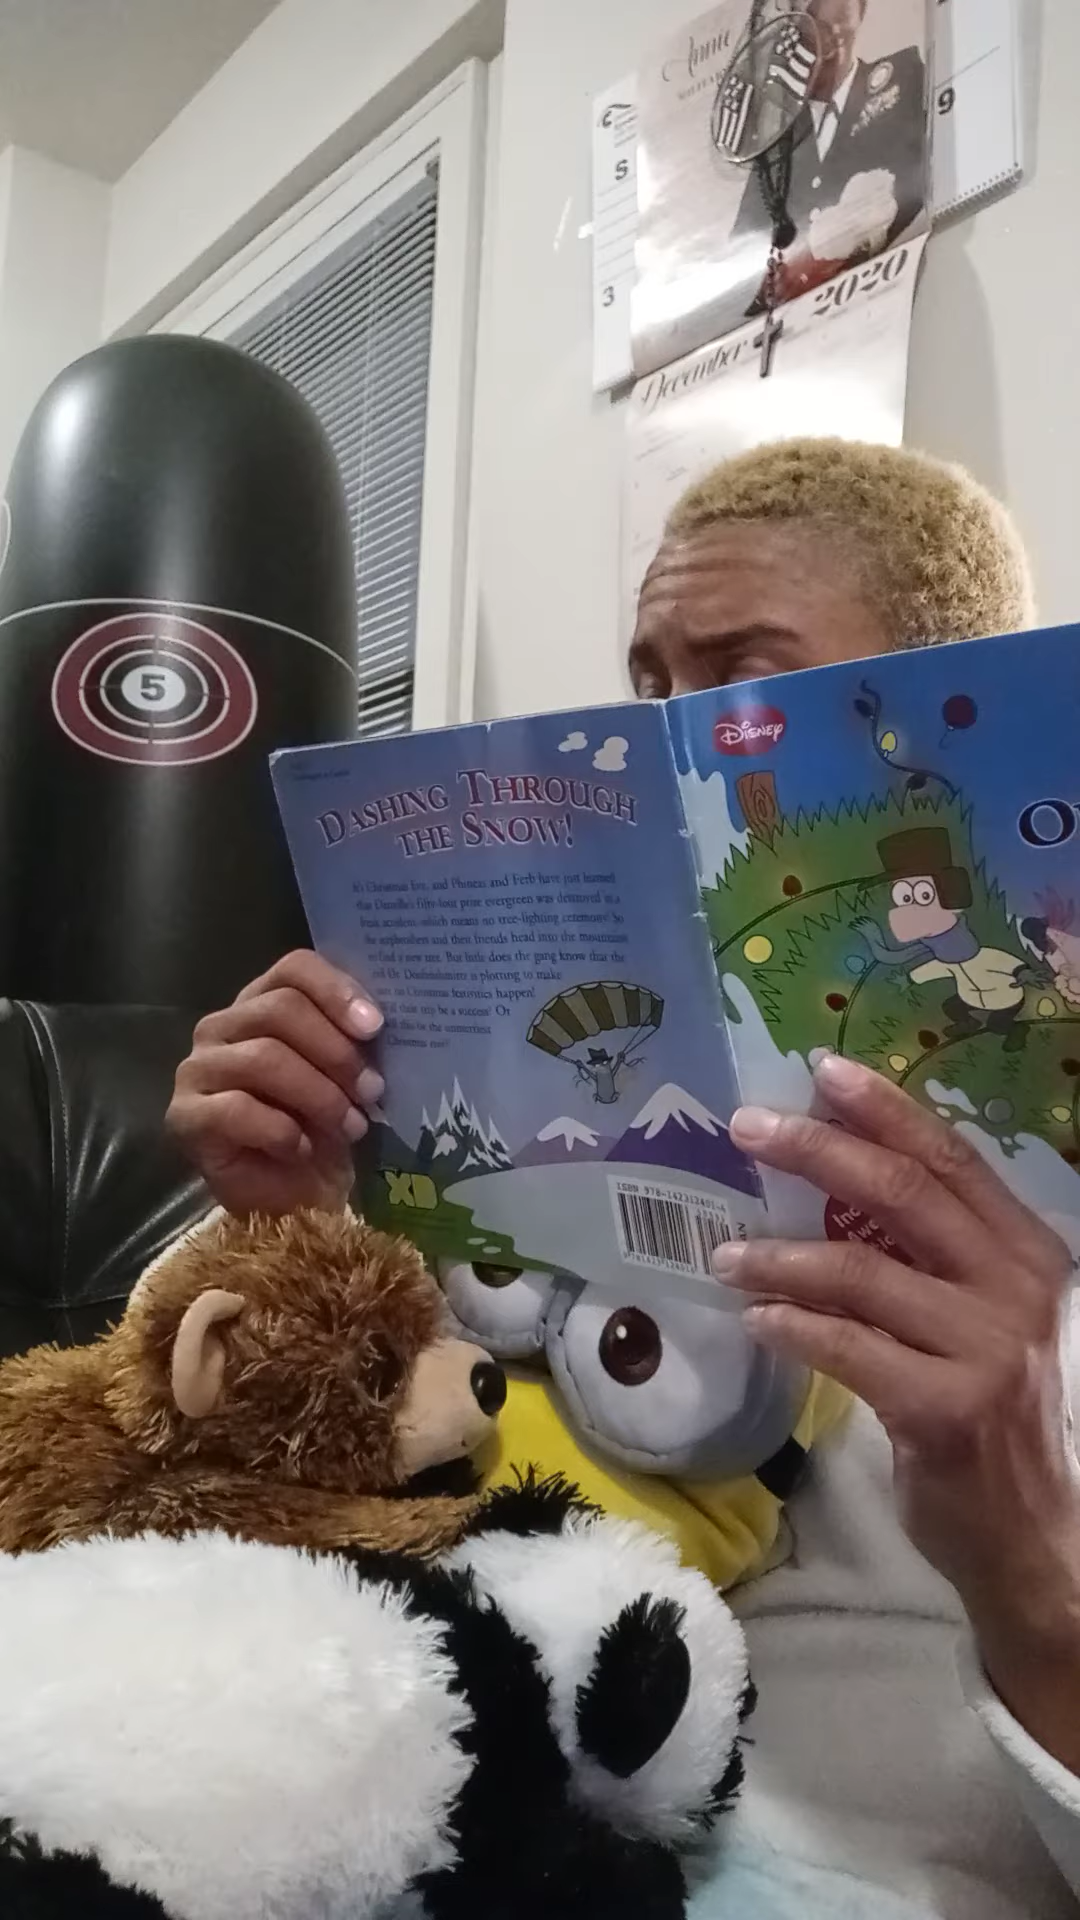 2020
December
S
3
9
5
Disney
DASHING THROUGH
THE SNOW!
It's Christmas Eve, and Phineas and Ferb have just learned
that Danville's fifty-foot prize evergreen was destroyed in a
freak accident, which means no tree-lighting ceremony! So
the stepbrothers and their friends head into the mountains
to find a new tree. But little does the gang know that the
evil Dr. Doofenshmirtz is plotting to make
sure no Christmas festivities happen!
Will their trip be a success? Or
will this be the
Christmas ever?
XD
ISBN 978-142312401-6
Awe